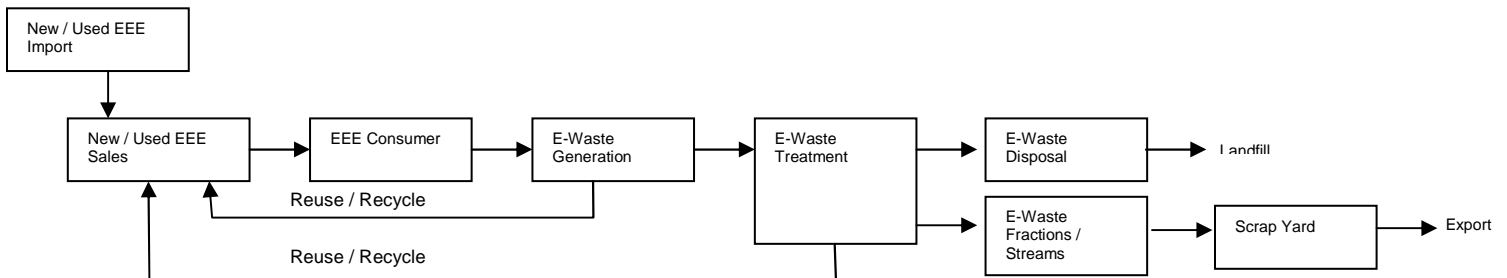 New / Used EEE
Import
New / Used EEE
Sales
EEE Consumer
E-Waste
Generation
E-Waste
Treatment
E-Waste
Disposal
Landfill
Reuse / Recycle
E-Waste
Fractions /
Streams
Scrap Yard
Export
Reuse / Recycle